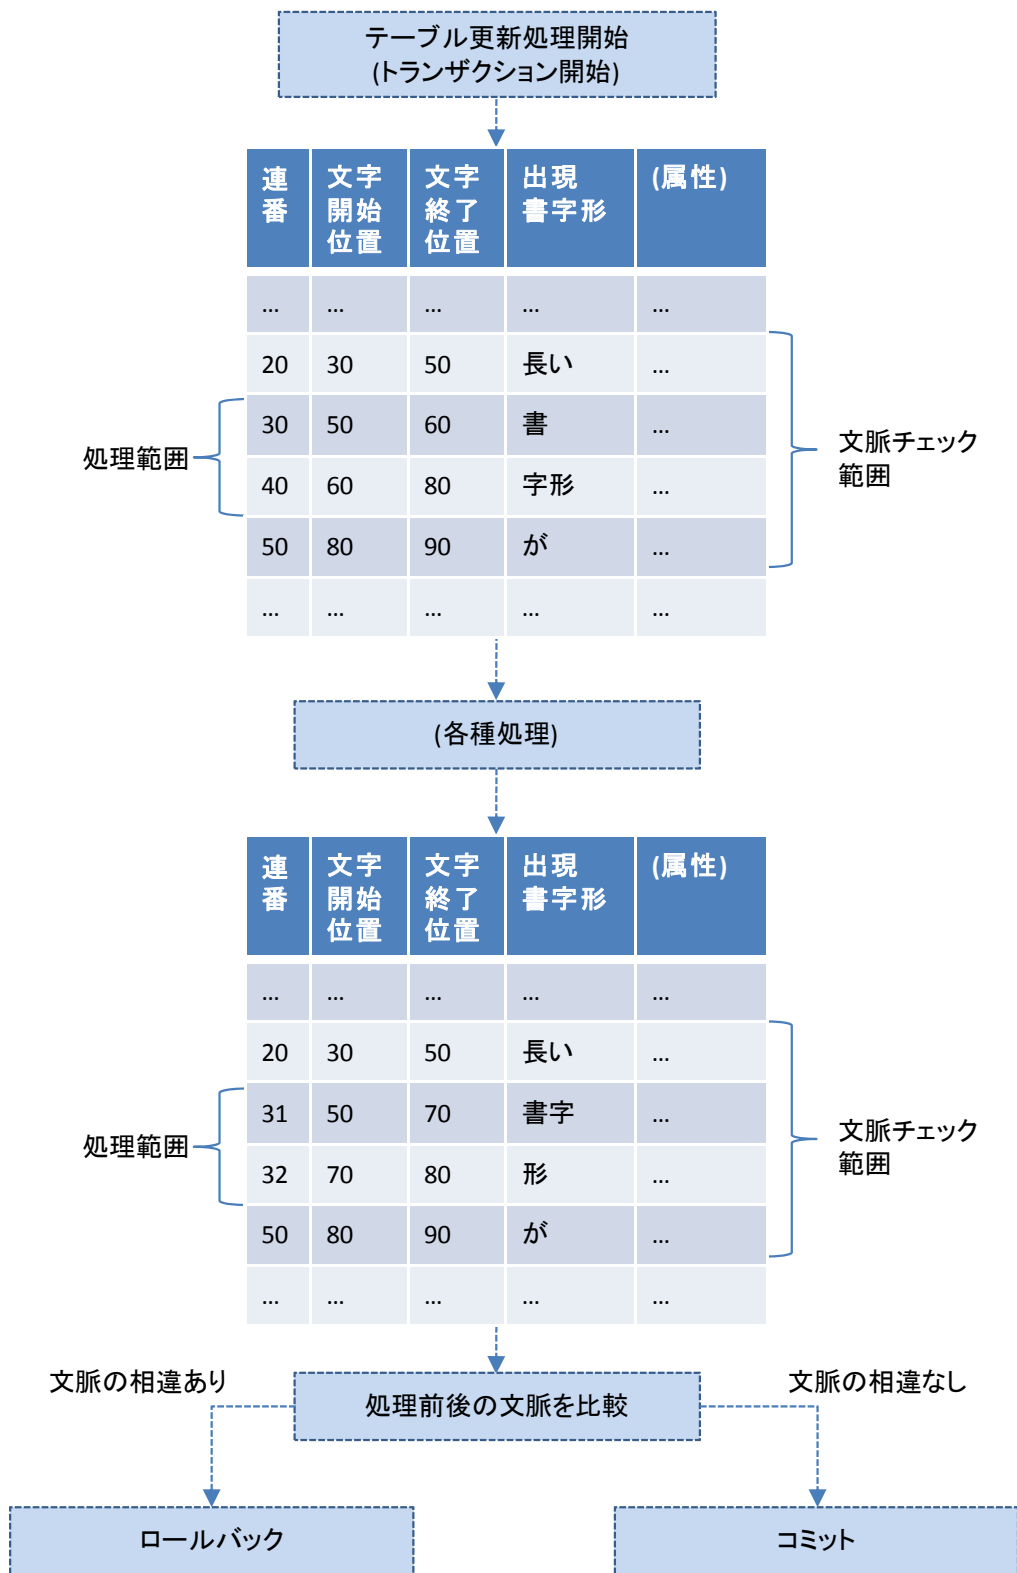 テーブル更新処理開始
(トランザクション開始)
連番 文字開始位置 文字終了位置 出現書字形 (属性)
... ... ... ... ...
20 30 50 長い ...
30 50 60 書 ...
40 60 80 字形 ...
50 80 90 が ...
... ... ... ... ...
処理範囲
文脈チェック
範囲
(各種処理)
連番 文字開始位置 文字終了位置 出現書字形 (属性)
... ... ... ... ...
20 30 50 長い ...
31 50 70 書字 ...
32 70 80 形 ...
50 80 90 が ...
... ... ... ... ...
処理範囲
文脈チェック
範囲
文脈の相違あり
処理前後の文脈を比較
文脈の相違なし
ロールバック
コミット